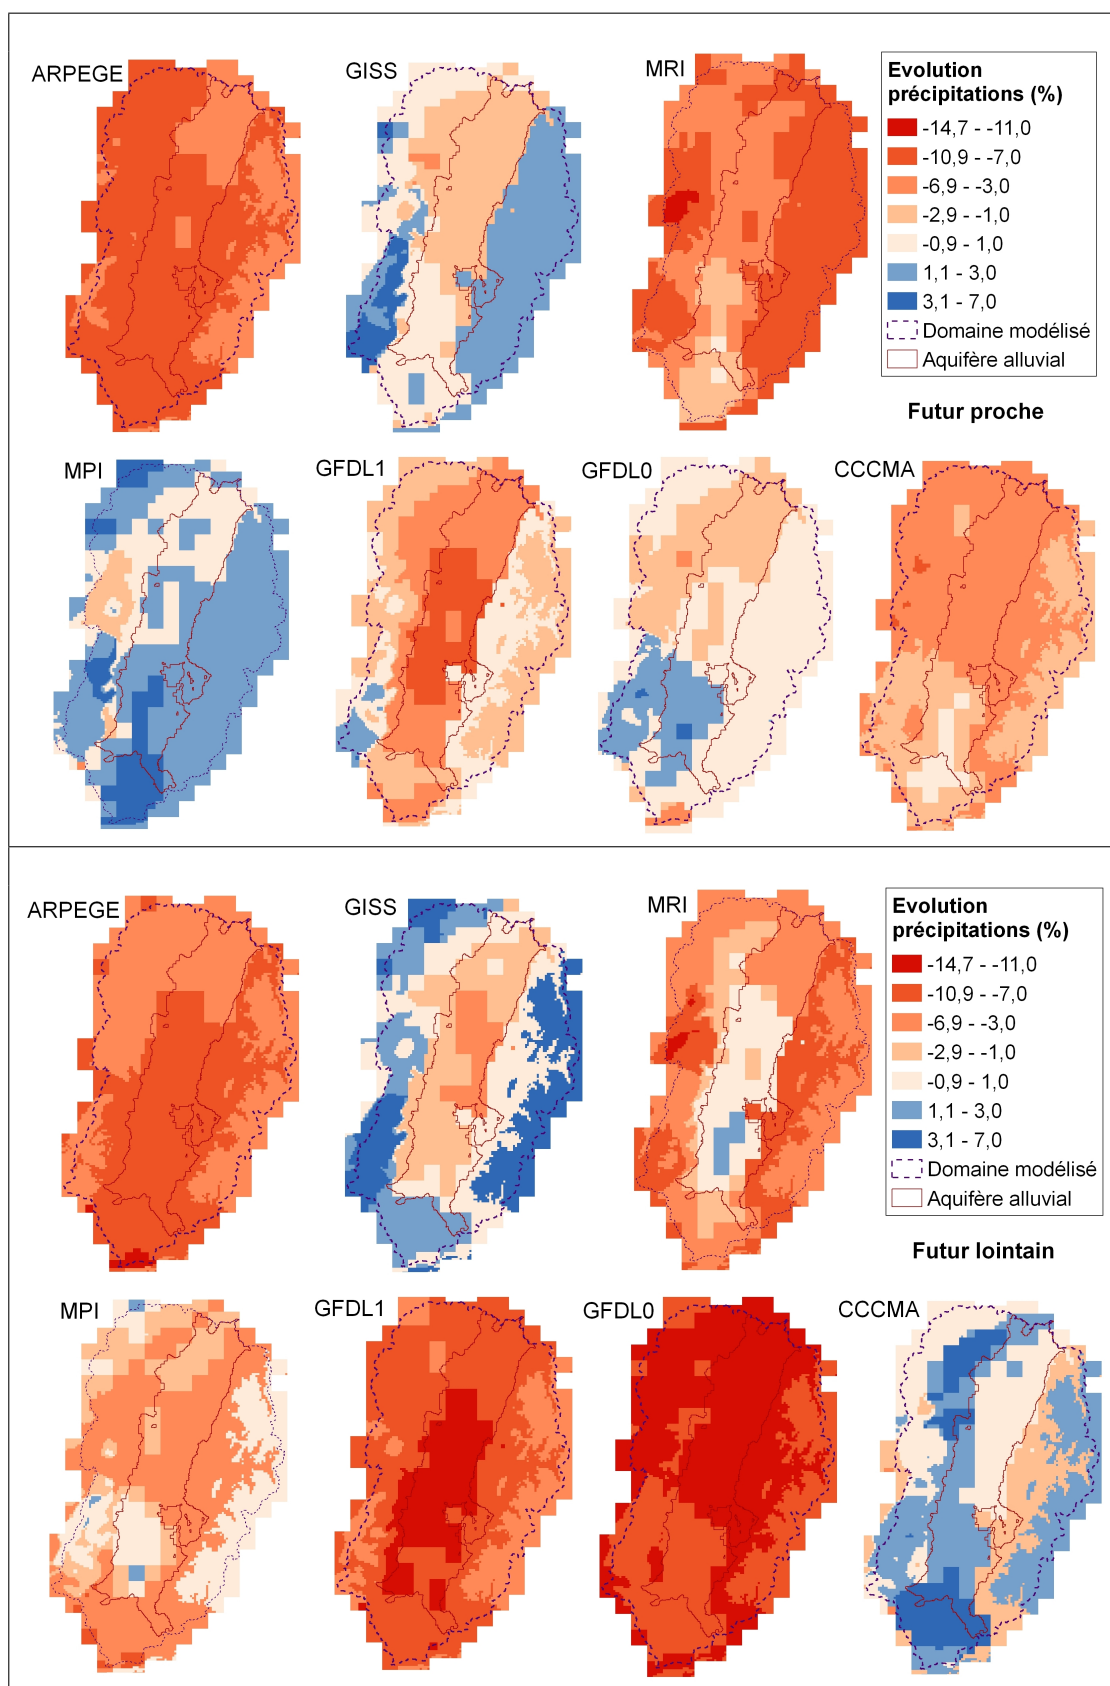 ARPEGE
GISS
MRI
Evolution
précipitations (%)
-14,7 - -11,0
-10,9 - -7,0
-6,9 - -3,0
-2,9 - -1,0
-0,9 - 1,0
1,1 - 3,0
3,1 - 7,0
Domaine modélisé
Aquifère alluvial
Futur proche
MPI
GFDL1
GFDL0
CCCMA
ARPEGE
GISS
MRI
Evolution
précipitations (%)
-14,7 - -11,0
-10,9 - -7,0
-6,9 - -3,0
-2,9 - -1,0
-0,9 - 1,0
1,1 - 3,0
3,1 - 7,0
Domaine modélisé
Aquifère alluvial
Futur lointain
MPI
GFDL1
GFDL0
CCCMA